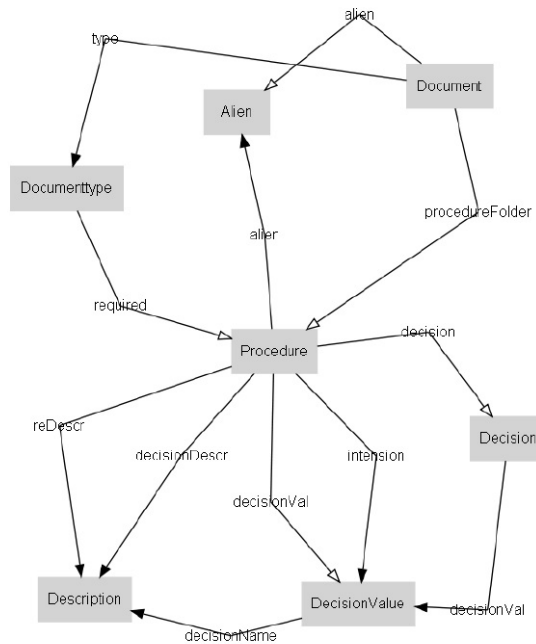 alien
type
Document
Alien
Documenttype
procedureFolder
alien
required
decision
Procedure
reDescr
decisionDescr
intension
Decision
decisionVal
Description
DecisionValue
decisionVal
decisionName